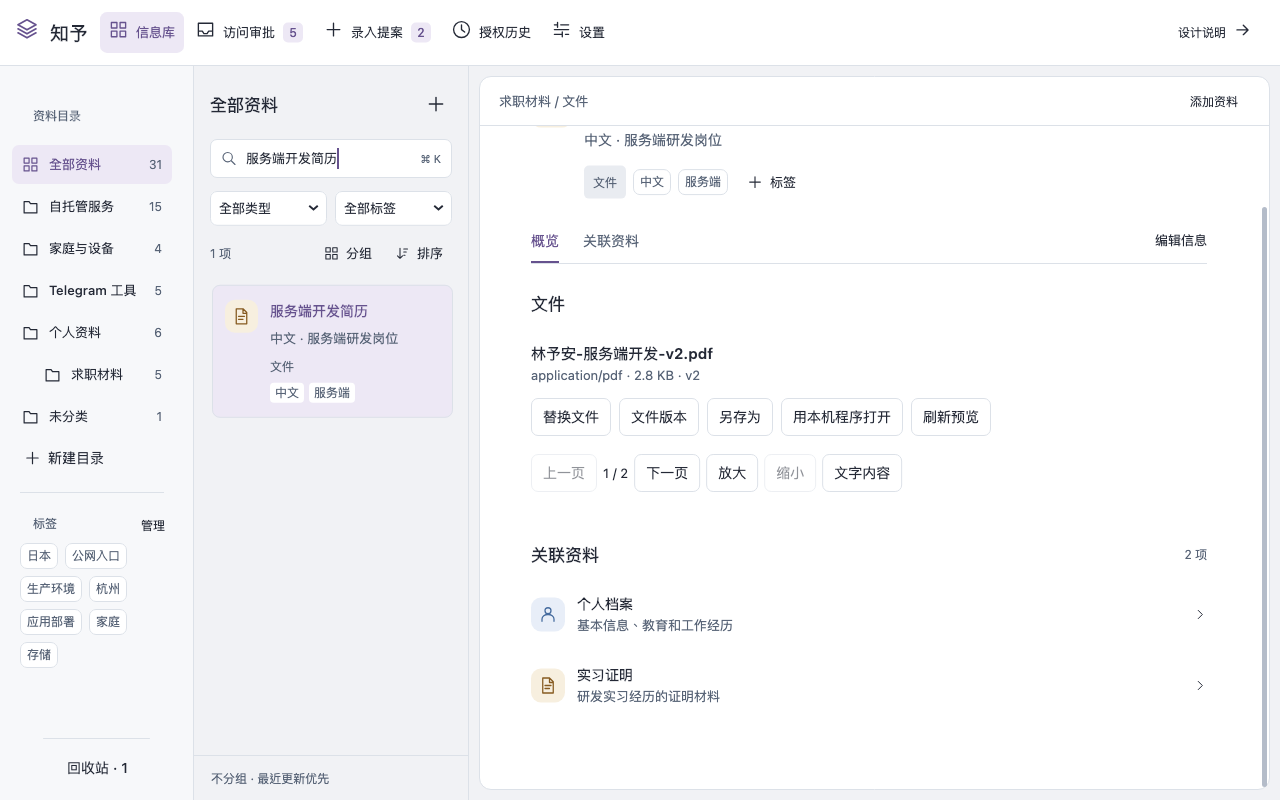 知予
信息库
访问审批 5
录入提案 2
授权历史
设置
设计说明
资料目录
全部资料 31
自托管服务 15
家庭与设备 4
Telegram 工具 5
个人资料 6
求职材料 5
未分类 1
新建目录
标签 管理
日本 公网入口
生产环境 杭州
应用部署 家庭
存储
回收站 · 1
全部资料
服务端开发简历 ⌘ K
全部类型 全部标签
1 项 分组 排序
服务端开发简历
中文 · 服务端研发岗位
文件
中文 服务端
不分组 · 最近更新优先
求职材料 / 文件 添加资料
中文 · 服务端研发岗位
文件 中文 服务端 标签
概览 关联资料 编辑信息
文件
林予安-服务端开发-v2.pdf
application/pdf · 2.8 KB · v2
替换文件 文件版本 另存为 用本机程序打开 刷新预览
上一页 1 / 2 下一页 放大 缩小 文字内容
关联资料 2 项
个人档案
基本信息、教育和工作经历
实习证明
研发实习经历的证明材料